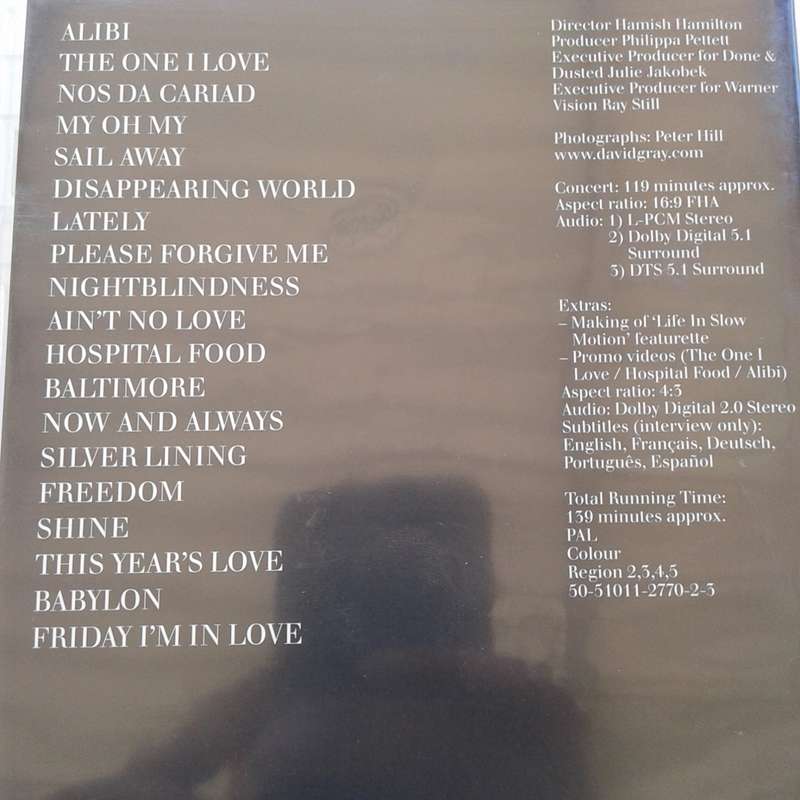 ALIBI
THE ONE I LOVE
NOS DA CARIAD
MY OH MY
SAIL AWAY
DISAPPEARING WORLD
LATELY
PLEASE FORGIVE ME
NIGHTBLINDNESS
AIN'T NO LOVE
HOSPITAL FOOD
BALTIMORE
NOW AND ALWAYS
SILVER LINING
FREEDOM
SHINE
THIS YEAR'S LOVE
BABYLON
FRIDAY I'M IN LOVE
Director Hamish Hamilton
Producer Philippa Pettett
Executive Producer for Done &
Dusted Julie Jakobek
Executive Producer for Warner
Vision Ray Still
Photographs: Peter Hill
www.davidgray.com
Concert: 119 minutes approx.
Aspect ratio: 16:9 FHA
Audio: 1) L-PCM Stereo
2) Dolby Digital 5.1
Surround
3) DTS 5.1 Surround
Extras:
– Making of 'Life In Slow
Motion' featurette
– Promo videos (The One I
Love / Hospital Food / Alibi)
Aspect ratio: 4:3
Audio: Dolby Digital 2.0 Stereo
Subtitles (interview only):
English, Français, Deutsch,
Português, Español
Total Running Time:
139 minutes approx.
PAL
Colour
Region 2,3,4,5
50-51011-2770-2-3